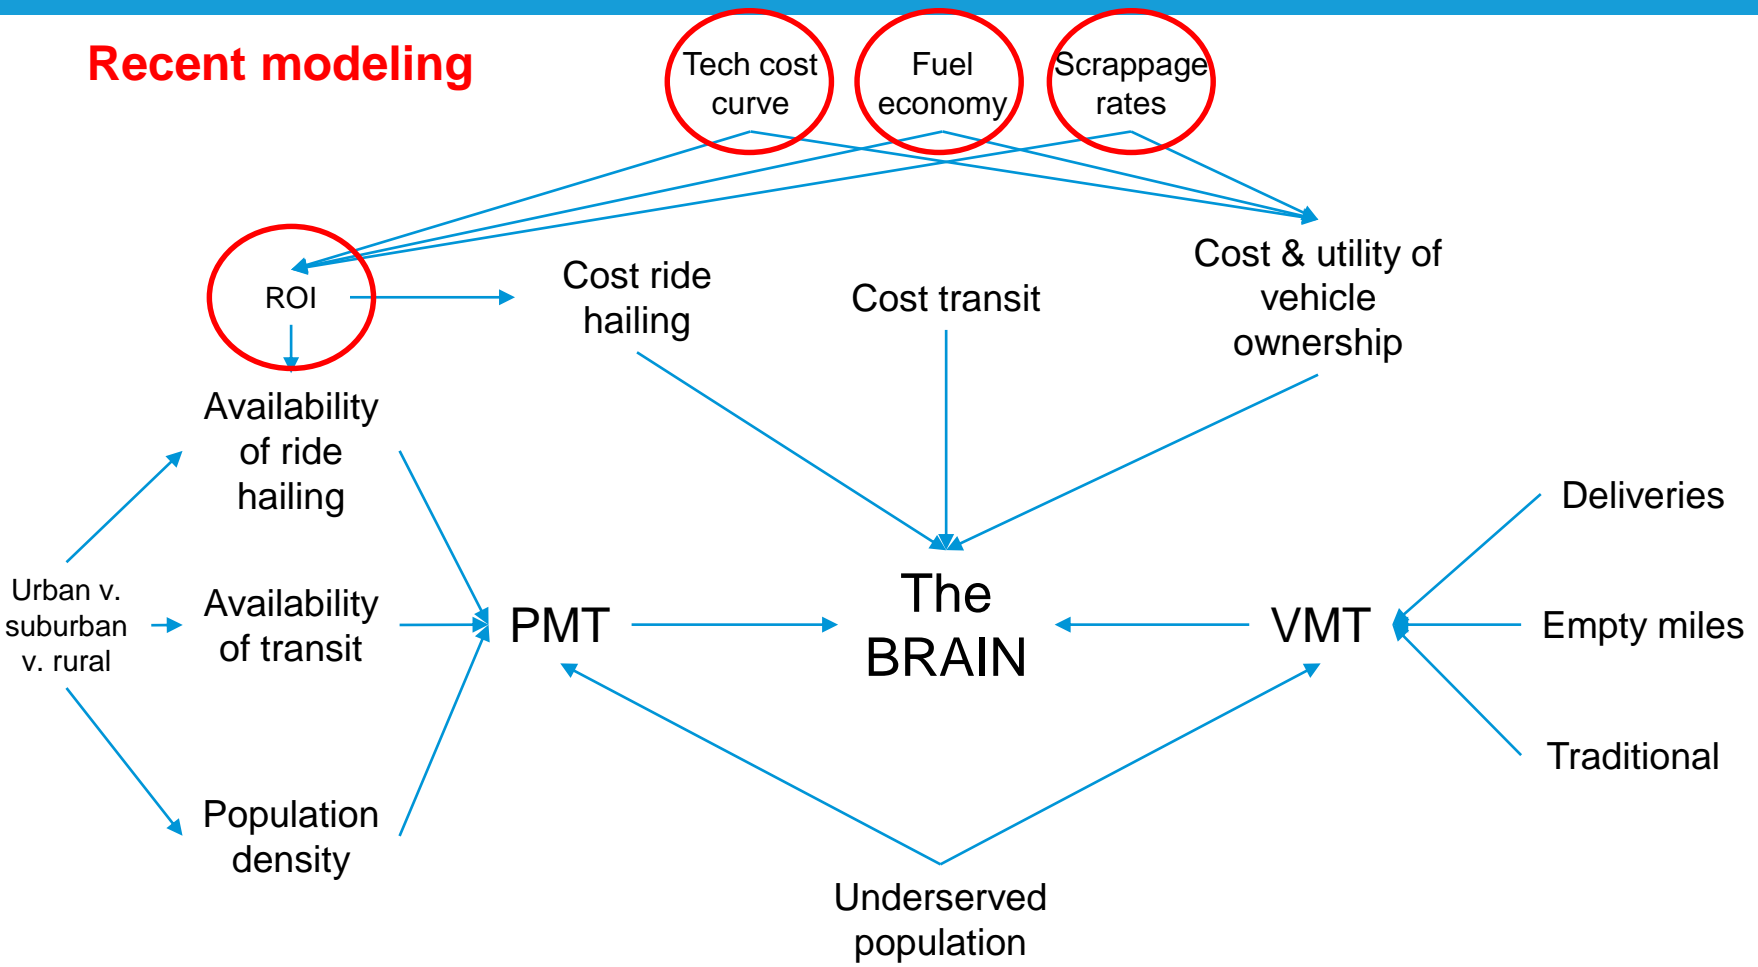 Recent modeling
Tech cost
curve
Fuel
economy
Scrappage
rates
ROI
Cost ride
hailing
Cost transit
Cost & utility of
vehicle
ownership
Availability
of ride
hailing
Deliveries
Urban v.
suburban
v. rural
Availability
of transit
PMT
The
BRAIN
VMT
Empty miles
Traditional
Population
density
Underserved
population